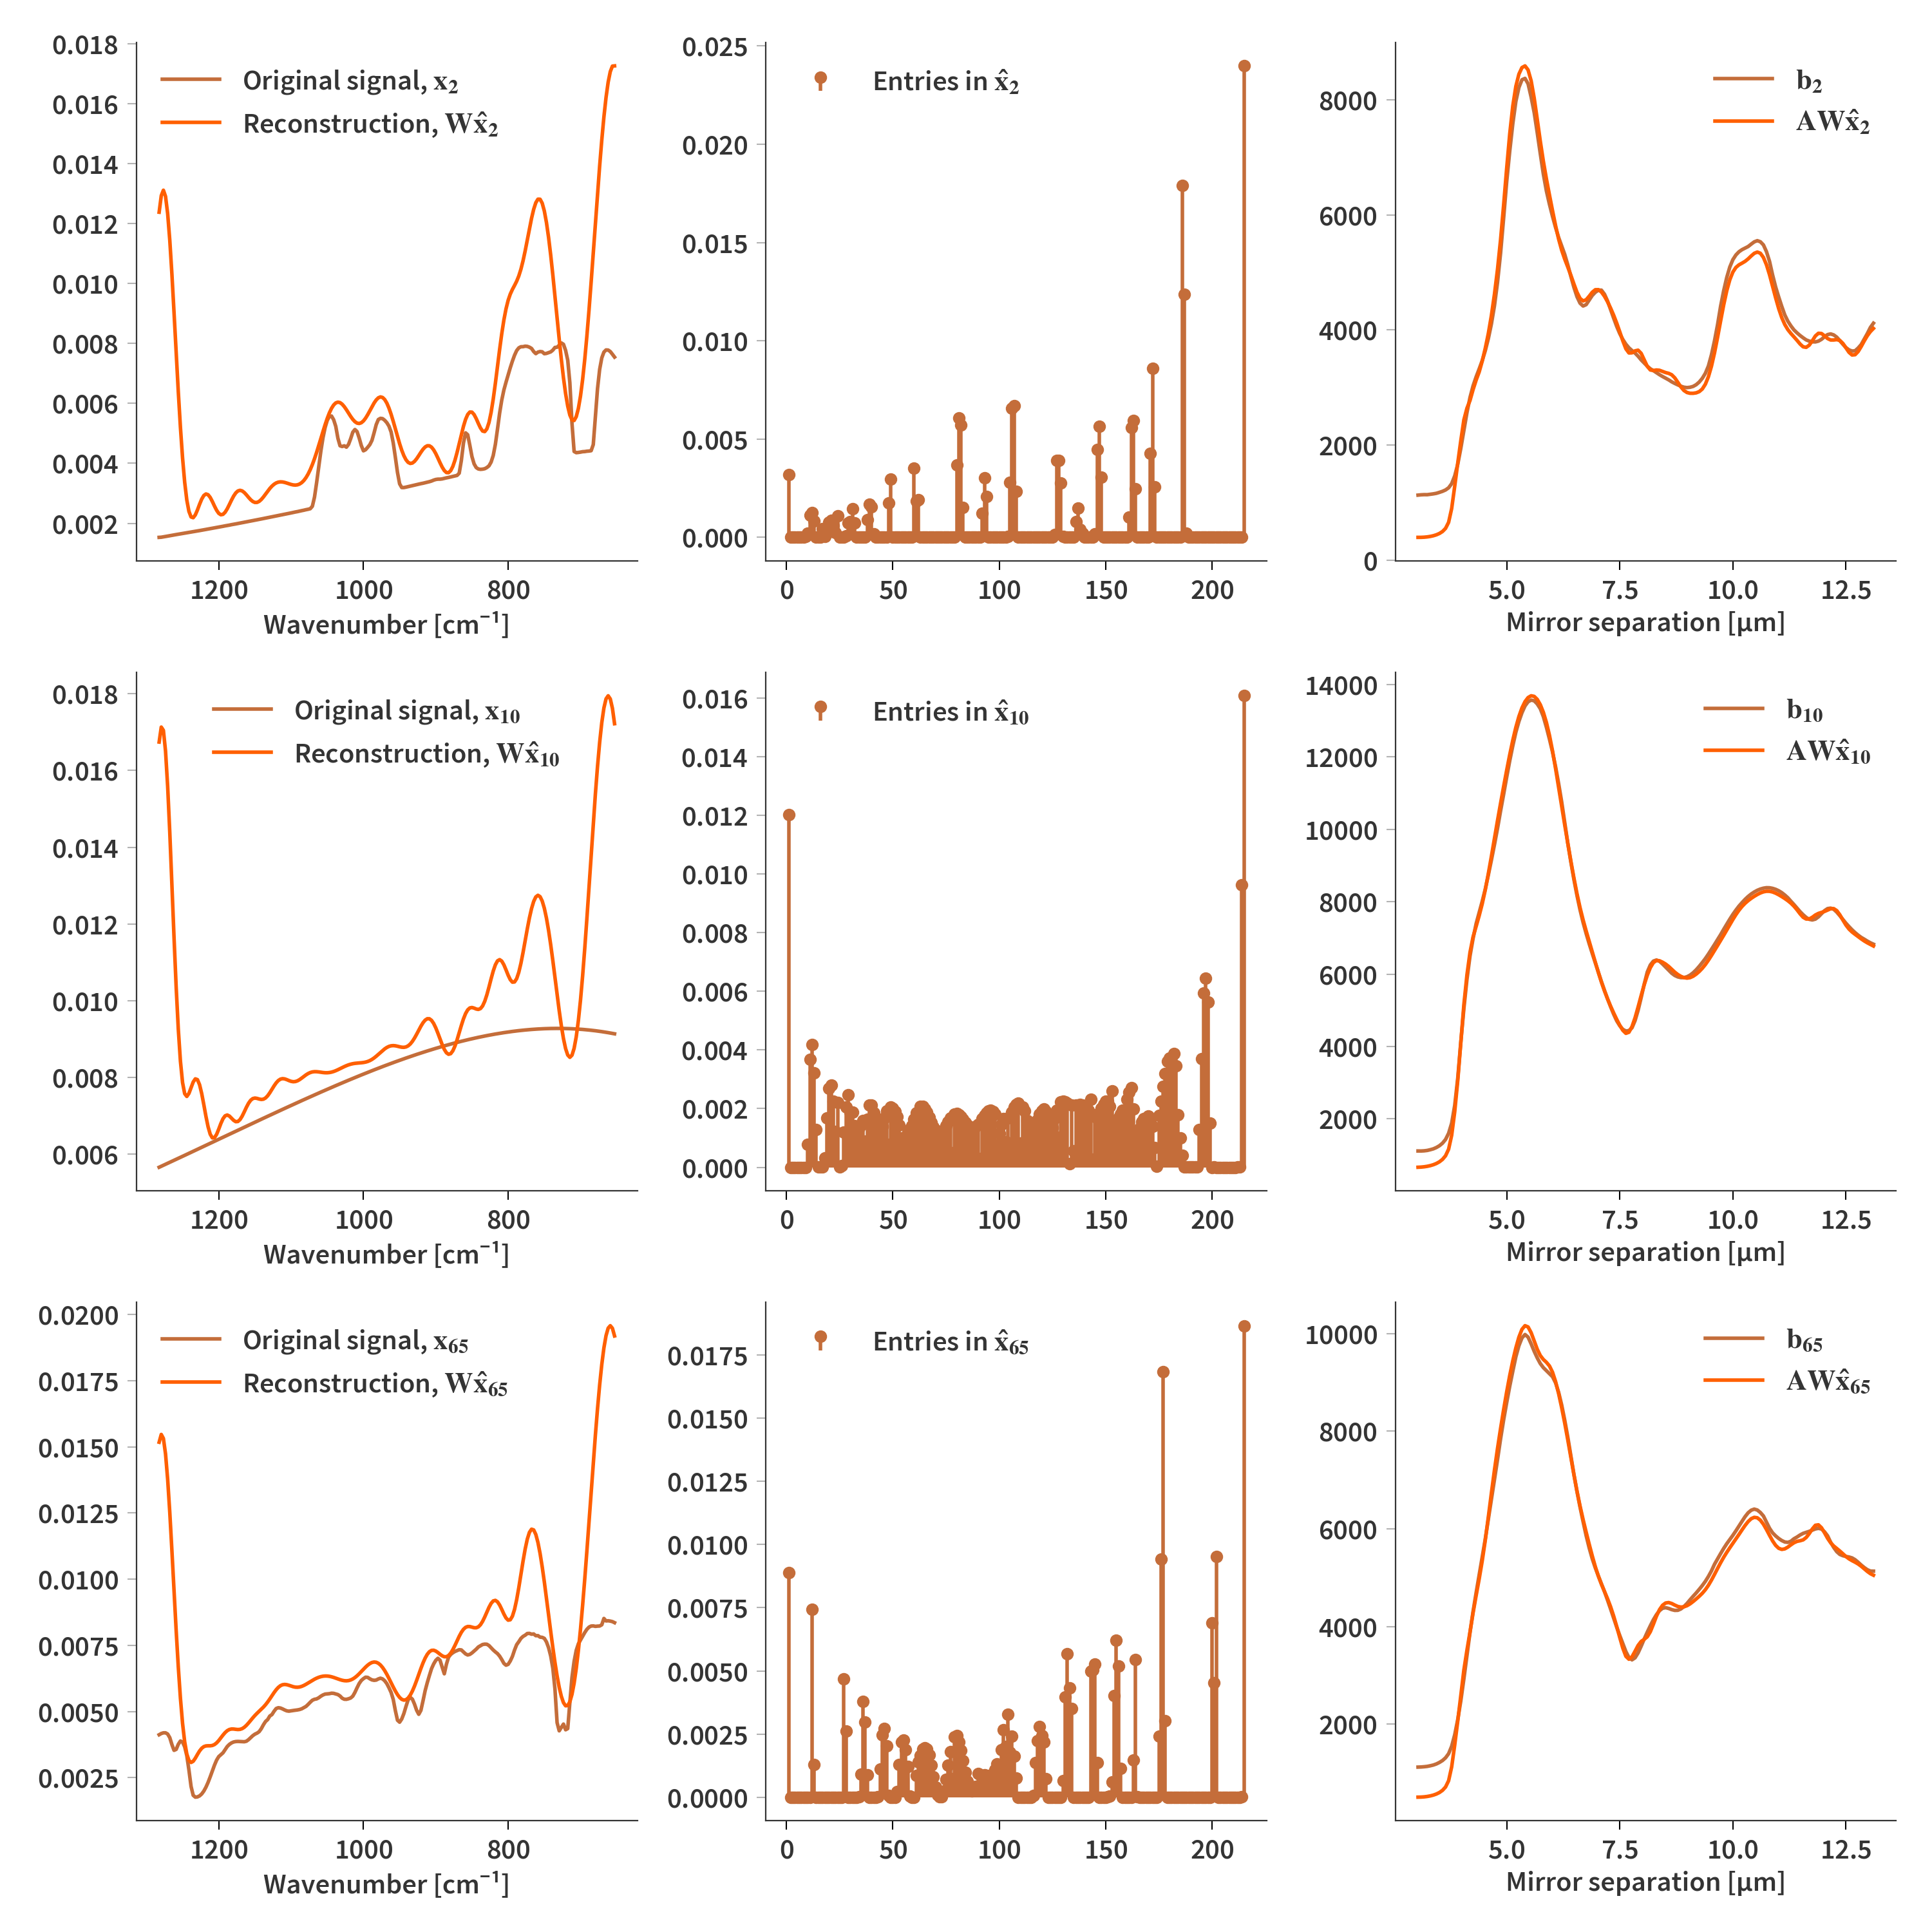 0.018
0.016
0.014
0.012
0.010
0.008
0.006
0.004
0.002
Original signal, x₂
Reconstruction, Wx̂₂
1200 1000 800
Wavenumber [cm⁻¹]
0.025
0.020
0.015
0.010
0.005
0.000
Entries in x̂₂
0 50 100 150 200
8000
6000
4000
2000
0
b₂
AWx̂₂
5.0 7.5 10.0 12.5
Mirror separation [µm]
0.018
0.016
0.014
0.012
0.010
0.008
0.006
Original signal, x₁₀
Reconstruction, Wx̂₁₀
1200 1000 800
Wavenumber [cm⁻¹]
0.016
0.014
0.012
0.010
0.008
0.006
0.004
0.002
0.000
Entries in x̂₁₀
0 50 100 150 200
14000
12000
10000
8000
6000
4000
2000
b₁₀
AWx̂₁₀
5.0 7.5 10.0 12.5
Mirror separation [µm]
0.0200
0.0175
0.0150
0.0125
0.0100
0.0075
0.0050
0.0025
Original signal, x₆₅
Reconstruction, Wx̂₆₅
1200 1000 800
Wavenumber [cm⁻¹]
0.0175
0.0150
0.0125
0.0100
0.0075
0.0050
0.0025
0.0000
Entries in x̂₆₅
0 50 100 150 200
10000
8000
6000
4000
2000
b₆₅
AWx̂₆₅
5.0 7.5 10.0 12.5
Mirror separation [µm]